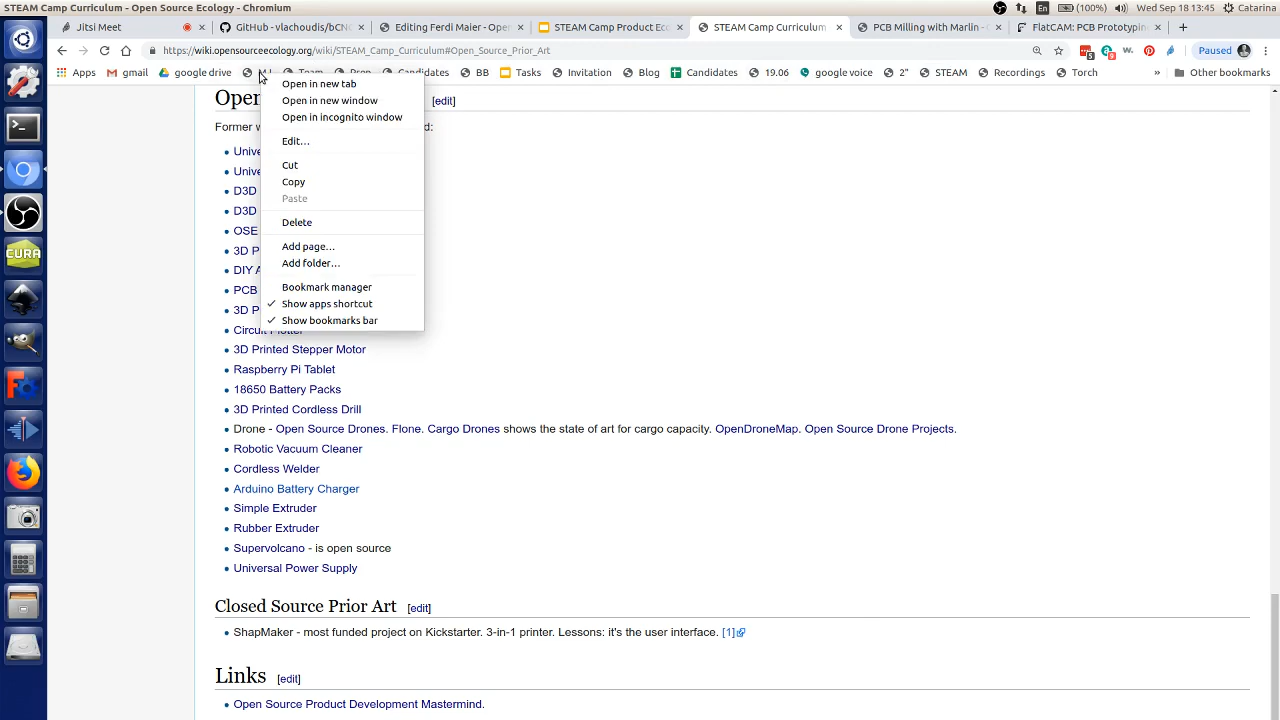 STEAM Camp Curriculum - Open Source Ecology - Chromium
En (100%) Wed Sep 18 13:45 Catarina
Jitsi Meet GitHub - vlachoudis/bCNC Editing Ferdi Maier - Open STEAM Camp Product Ec STEAM Camp Curriculum PCB Milling with Marlin - FlatCAM: PCB Prototyping
https://wiki.opensourceecology.org/wiki/STEAM_Camp_Curriculum#Open_Source_Prior_Art W. Paused
Apps gmail google drive Team Prop Candidates BB Tasks Invitation Blog Candidates 19.06 google voice 2" STEAM Recordings Torch » Other bookmarks
Open in new tab
Open in new window
Open in incognito window
Edit...
Cut
Copy
Paste
Delete
Add page...
Add folder...
Bookmark manager
Show apps shortcut
Show bookmarks bar
Open [edit]
Former w d:
Unive
Unive
D3D
D3D
OSE
3D P
DIY A
PCB
3D P
Circuit Plotter
3D Printed Stepper Motor
Raspberry Pi Tablet
18650 Battery Packs
3D Printed Cordless Drill
Drone - Open Source Drones. Flone. Cargo Drones shows the state of art for cargo capacity. OpenDroneMap. Open Source Drone Projects.
Robotic Vacuum Cleaner
Cordless Welder
Arduino Battery Charger
Simple Extruder
Rubber Extruder
Supervolcano - is open source
Universal Power Supply
Closed Source Prior Art [edit]
ShapMaker - most funded project on Kickstarter. 3-in-1 printer. Lessons: it's the user interface. [1]
Links [edit]
Open Source Product Development Mastermind.
CURA